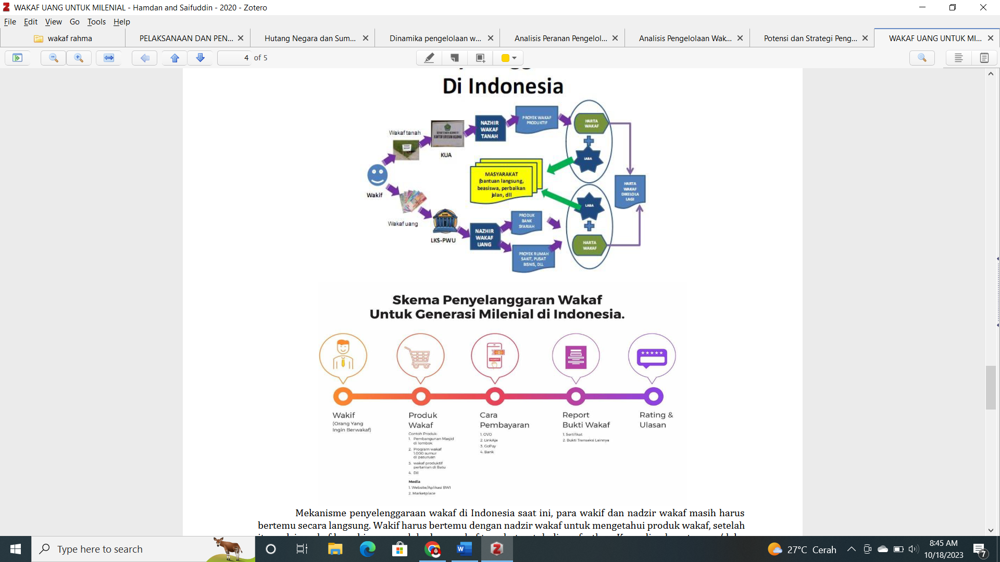 WAKAF UANG UNTUK MILENIAL - Hamdan and Saifuddin - 2020 - Zotero
File Edit View Go Tools Help
wakaf rahma
PELAKSANAAN DAN PEN...
Hutang Negara dan Sum...
Dinamika pengelolaan w...
Analisis Peranan Pengelol...
Analisis Pengelolaan Wak...
Potensi dan Strategi Peng...
WAKAF UANG UNTUK MI...
4 of 5
Di Indonesia
Wakaf tanah
DEPARTEMEN AGAMA RI
KANTOR URUSAN AGAMA
KUA
NAZHIR
WAKAF
TANAH
PROYEK WAKAF
PRODUKTIF
HARTA
WAKAF
LABA
MASYARAKAT
(bantuan langsung,
beasiswa, perbaikan
jalan, dll
HARTA
WAKAF
DIKELOLA
LAGI
Wakif
Wakaf uang
BANK
LKS-PWU
NAZHIR
WAKAF
UANG
PRODUK
BANK
SYARIAH
PROYEK RUMAH
SAKIT, PUSAT
BISNIS, DLL
LABA
HARTA
WAKAF
Skema Penyelanggaran Wakaf
Untuk Generasi Milenial di Indonesia.
Wakif
(Orang Yang
Ingin Berwakaf)
Produk
Wakaf
Contoh Produk:
1. Pembangunan Masjid
di lombok
2. Program wakaf
1.000 sumur
di pasuruan
3. wakaf produktif
pertanian di Batu
4. Dll
Media
1. Website/Aplikasi BWI
2. Marketplace
Cara
Pembayaran
1. OVO
2. LinkAja
3. GoPay
4. Bank
Report
Bukti Wakaf
1. Sertifikat
2. Bukti Transaksi Lainnya
Rating &
Ulasan
Mekanisme penyelenggaraan wakaf di Indonesia saat ini, para wakif dan nadzir wakaf masih harus
bertemu secara langsung. Wakif harus bertemu dengan nadzir wakaf untuk mengetahui produk wakaf, setelah
Type here to search
27°C Cerah
8:45 AM
10/18/2023
7